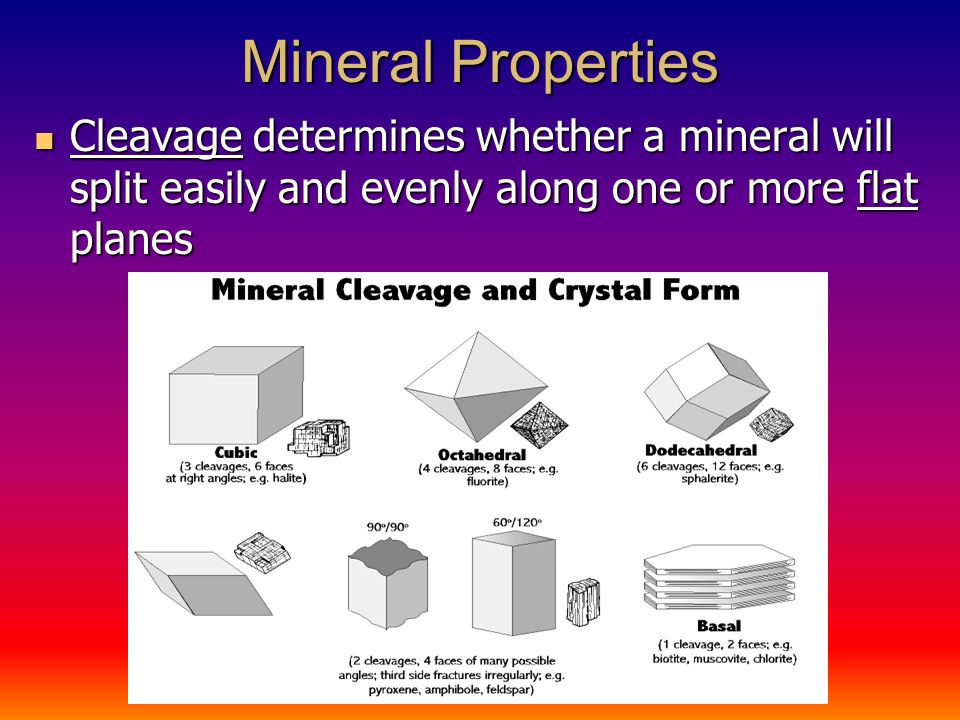 Mineral Properties
Cleavage determines whether a mineral will
split easily and evenly along one or more flat
planes
Mineral Cleavage and Crystal Form
Cubic
(3 cleavages, 6 faces
at right angles; e.g. halite)
Octahedral
(4 cleavages, 8 faces; e.g.
fluorite)
Dodecahedral
(6 cleavages, 12 faces; e.g.
sphalerite)
90°/90°
60°/120°
(2 cleavages, 4 faces of many possible
angles; third side fractures irregularly; e.g.
pyroxene, amphibole, feldspar)
Basal
(1 cleavage, 2 faces; e.g.
biotite, muscovite, chlorite)